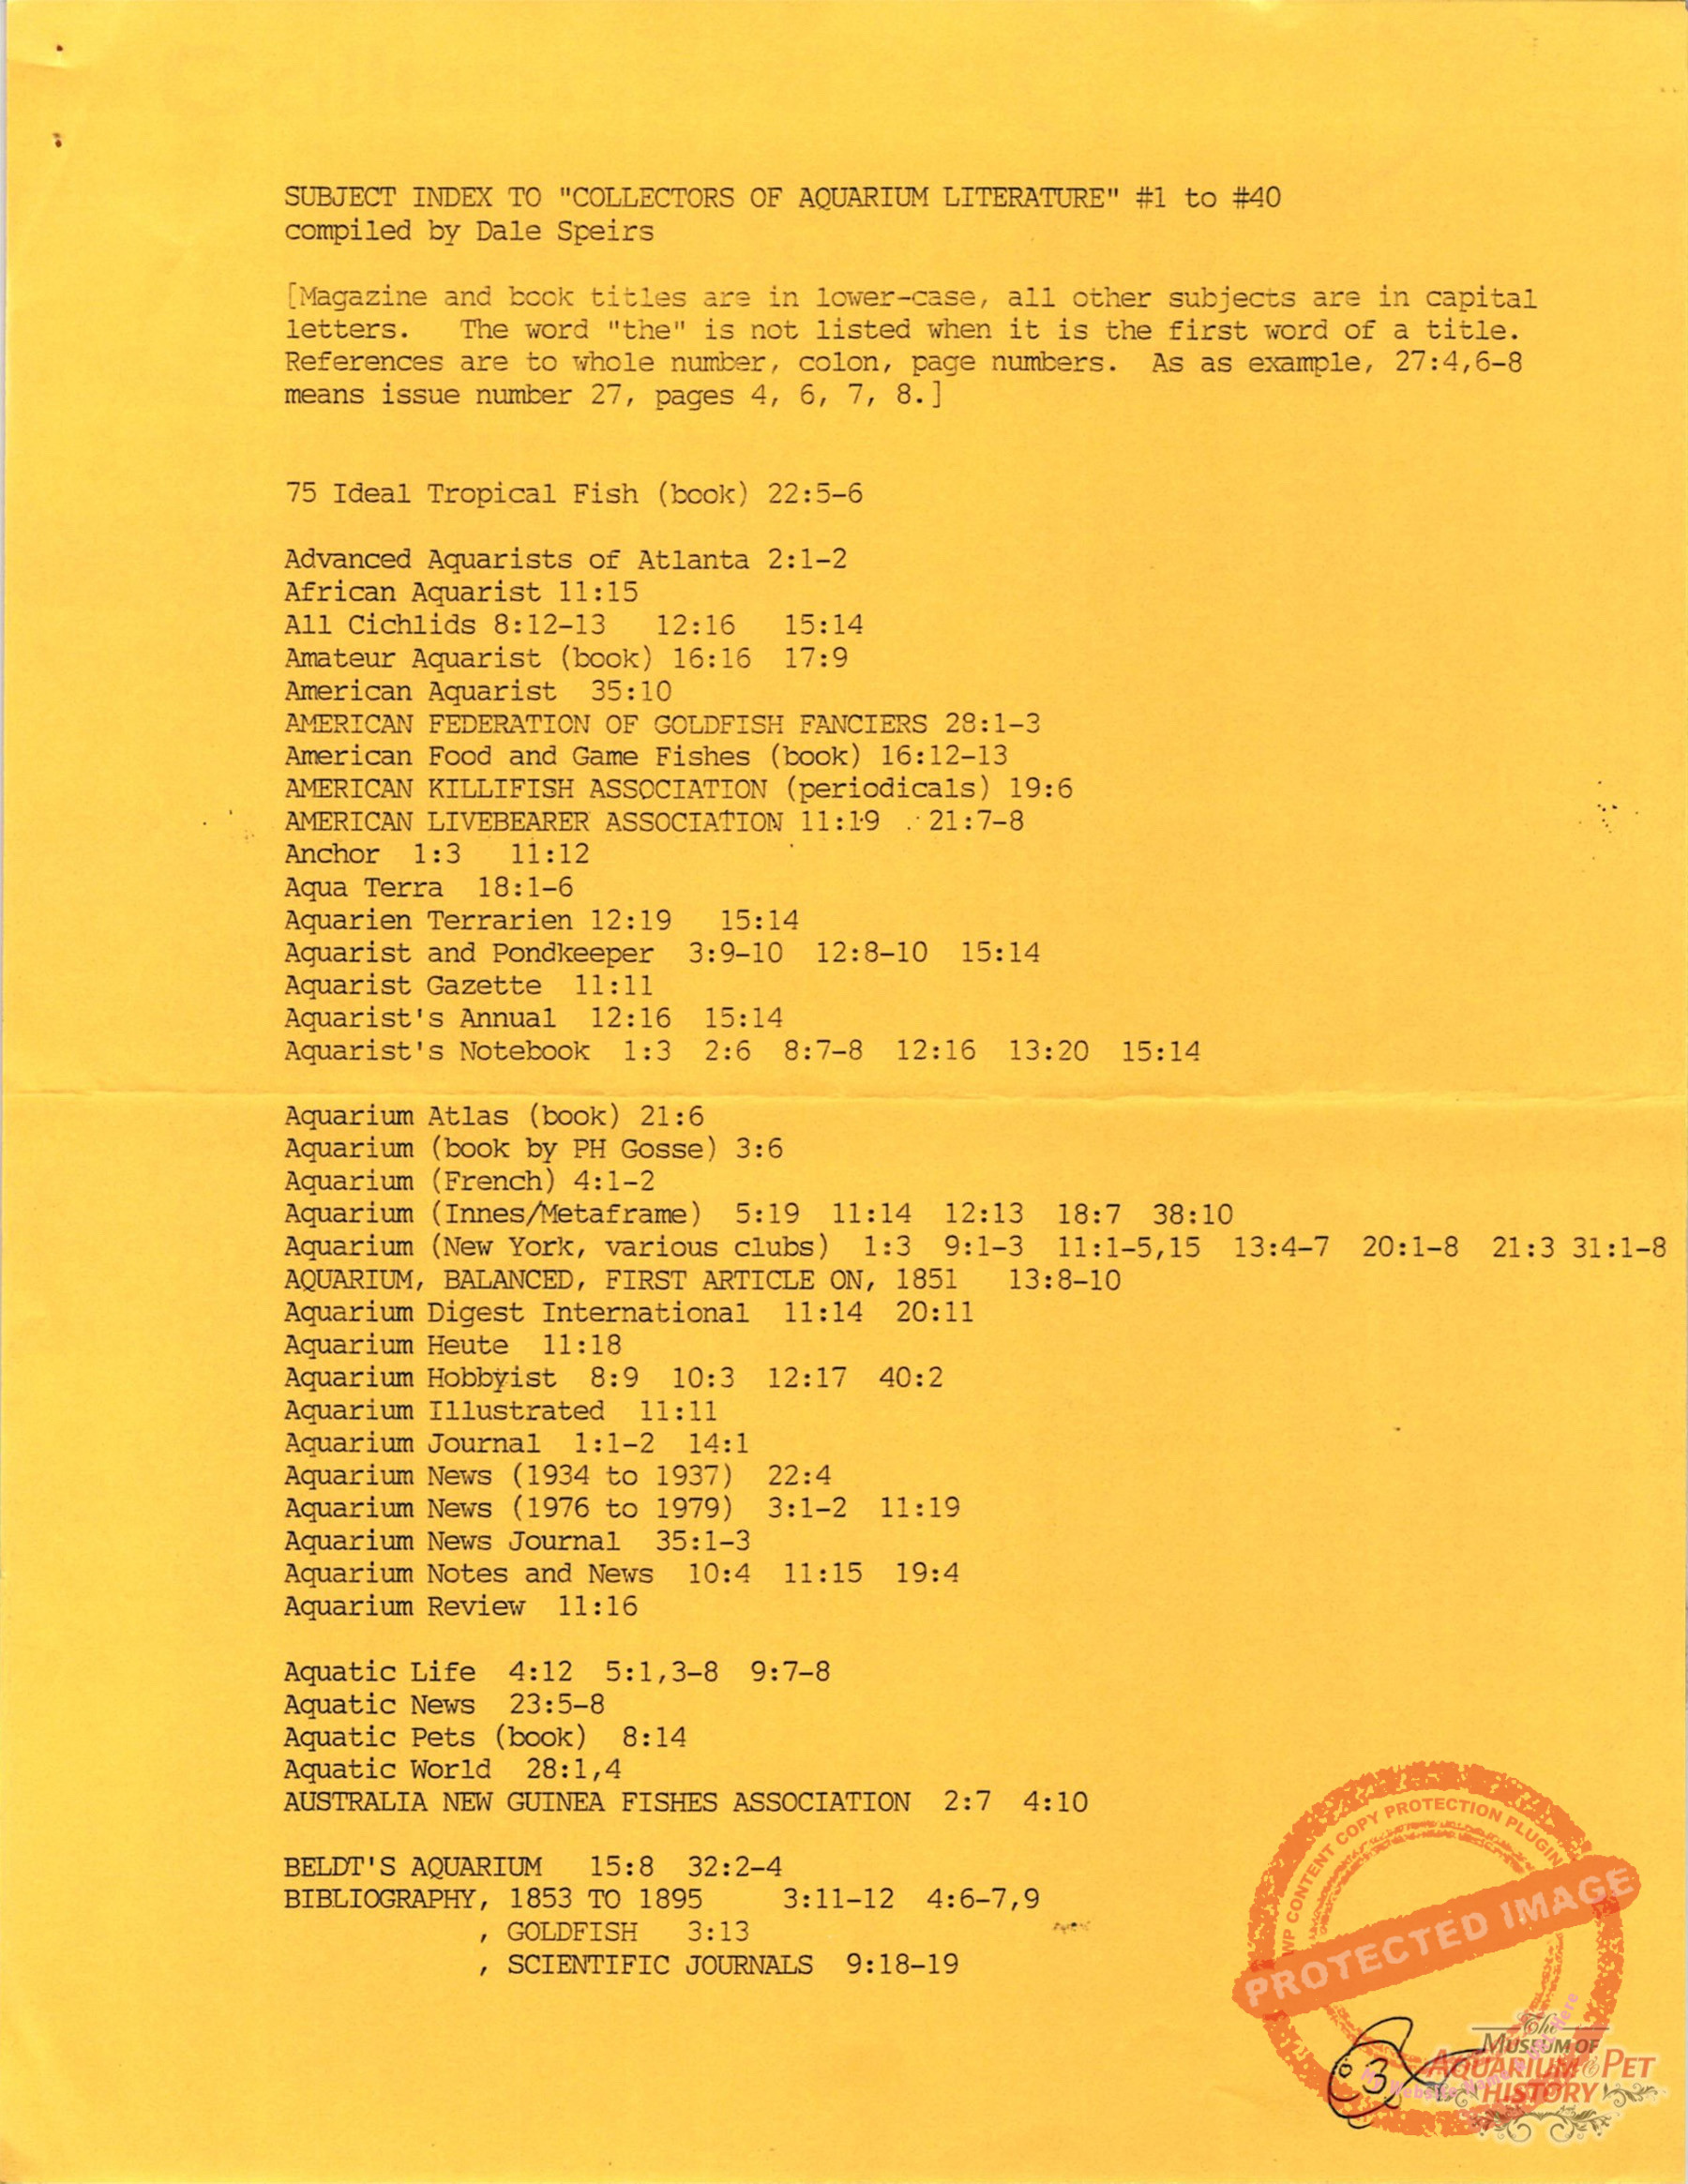 SUBJECT INDEX TO "COLLECTORS OF AQUARIUM LITERATURE" #1 to #40
compiled by Dale Speirs
[Magazine and book titles are in lower-case, all other subjects are in capital
letters. The word "the" is not listed when it is the first word of a title.
References are to whole number, colon, page numbers. As as example, 27:4,6-8
means issue number 27, pages 4, 6, 7, 8.]
75 Ideal Tropical Fish (book) 22:5-6
Advanced Aquarists of Atlanta 2:1-2
African Aquarist 11:15
All Cichlids 8:12-13 12:16 15:14
Amateur Aquarist (book) 16:16 17:9
American Aquarist 35:10
AMERICAN FEDERATION OF GOLDFISH FANCIERS 28:1-3
American Food and Game Fishes (book) 16:12-13
AMERICAN KILLIFISH ASSOCIATION (periodicals) 19:6
AMERICAN LIVEBEARER ASSOCIATION 11:19 21:7-8
Anchor 1:3 11:12
Aqua Terra 18:1-6
Aquarien Terrarien 12:19 15:14
Aquarist and Pondkeeper 3:9-10 12:8-10 15:14
Aquarist Gazette 11:11
Aquarist's Annual 12:16 15:14
Aquarist's Notebook 1:3 2:6 8:7-8 12:16 13:20 15:14
Aquarium Atlas (book) 21:6
Aquarium (book by PH Gosse) 3:6
Aquarium (French) 4:1-2
Aquarium (Innes/Metaframe) 5:19 11:14 12:13 18:7 38:10
Aquarium (New York, various clubs) 1:3 9:1-3 11:1-5,15 13:4-7 20:1-8 21:3 31:1-8
AQUARIUM, BALANCED, FIRST ARTICLE ON, 1851 13:8-10
Aquarium Digest International 11:14 20:11
Aquarium Heute 11:18
Aquarium Hobbyist 8:9 10:3 12:17 40:2
Aquarium Illustrated 11:11
Aquarium Journal 1:1-2 14:1
Aquarium News (1934 to 1937) 22:4
Aquarium News (1976 to 1979) 3:1-2 11:19
Aquarium News Journal 35:1-3
Aquarium Notes and News 10:4 11:15 19:4
Aquarium Review 11:16
Aquatic Life 4:12 5:1,3-8 9:7-8
Aquatic News 23:5-8
Aquatic Pets (book) 8:14
Aquatic World 28:1,4
AUSTRALIA NEW GUINEA FISHES ASSOCIATION 2:7 4:10
BELDT'S AQUARIUM 15:8 32:2-4
BIBLIOGRAPHY, 1853 TO 1895 3:11-12 4:6-7,9
, GOLDFISH 3:13
, SCIENTIFIC JOURNALS 9:18-19
WP CONTENT COPY PROTECTION PLUGIN
PROTECTED IMAGE
3
The
MUSEUM OF
AQUARIUM & PET
HISTORY